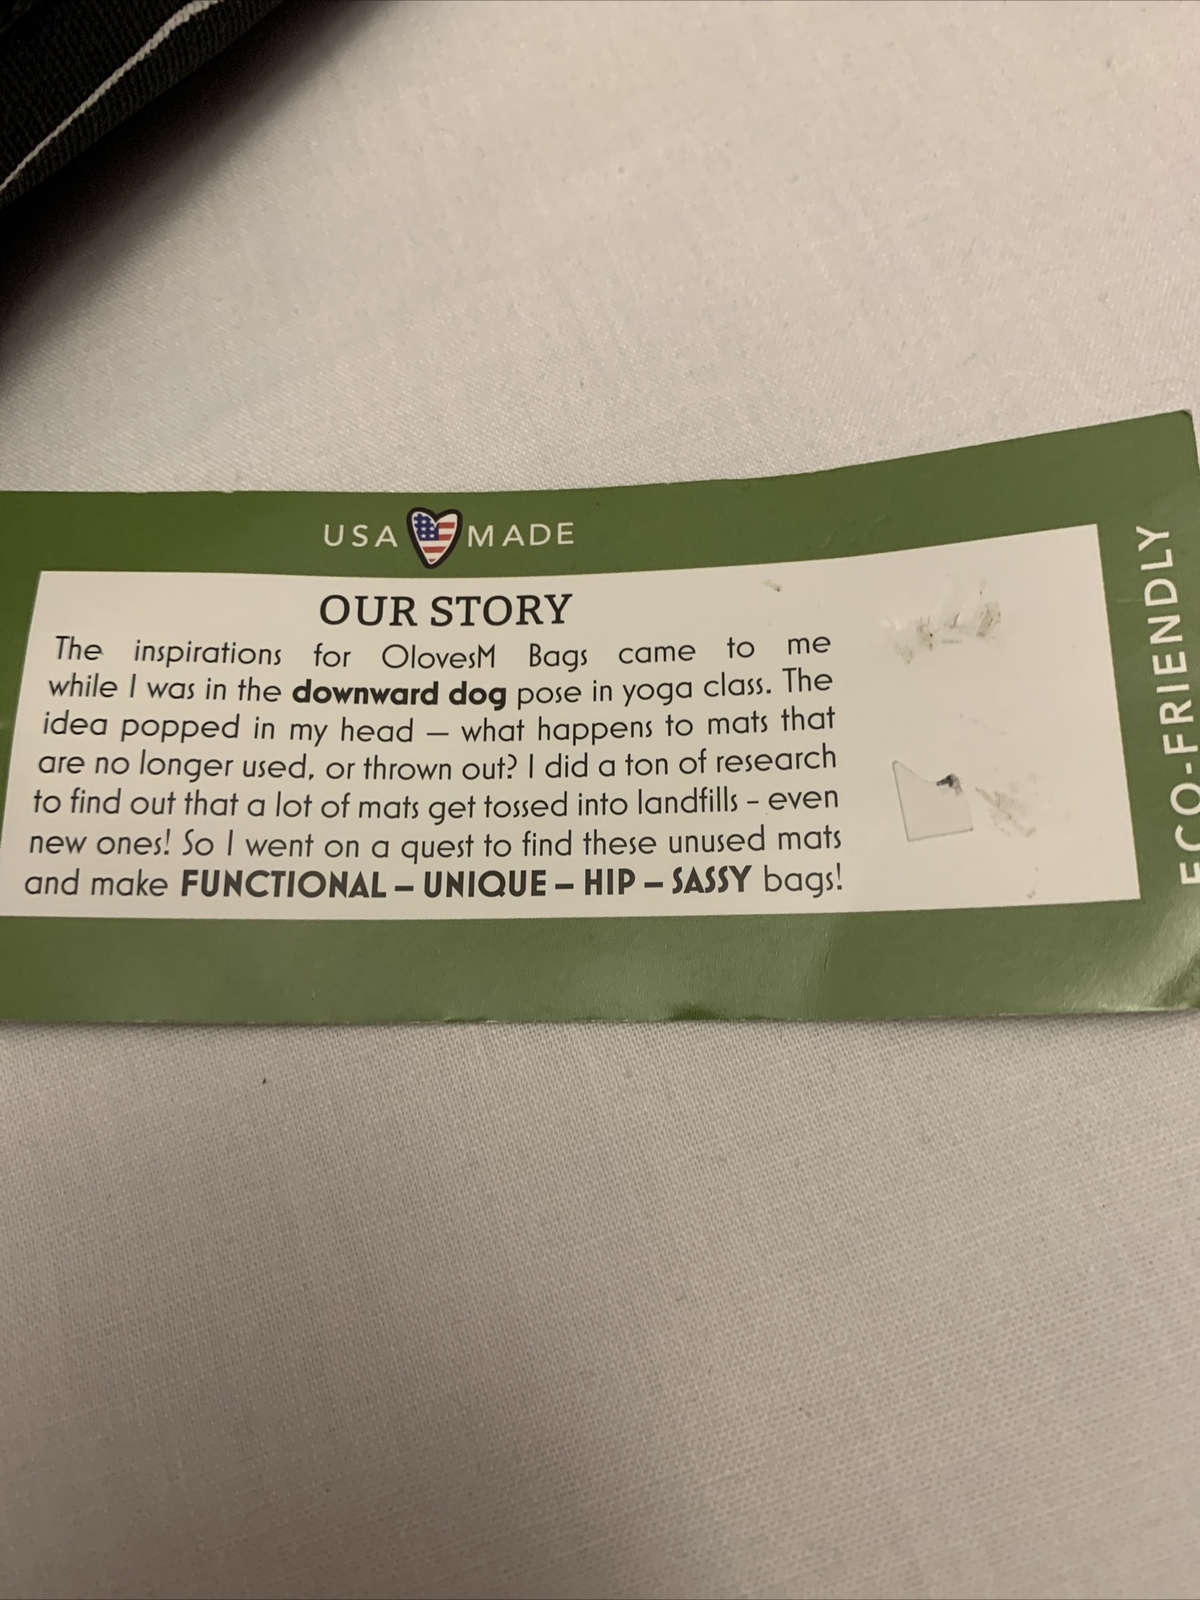 USA MADE
OUR STORY
The inspirations for OlovesM Bags came to me
while I was in the downward dog pose in yoga class. The
idea popped in my head — what happens to mats that
are no longer used, or thrown out? I did a ton of research
to find out that a lot of mats get tossed into landfills – even
new ones! So I went on a quest to find these unused mats
and make FUNCTIONAL – UNIQUE – HIP – SASSY bags!
ECO-FRIENDLY